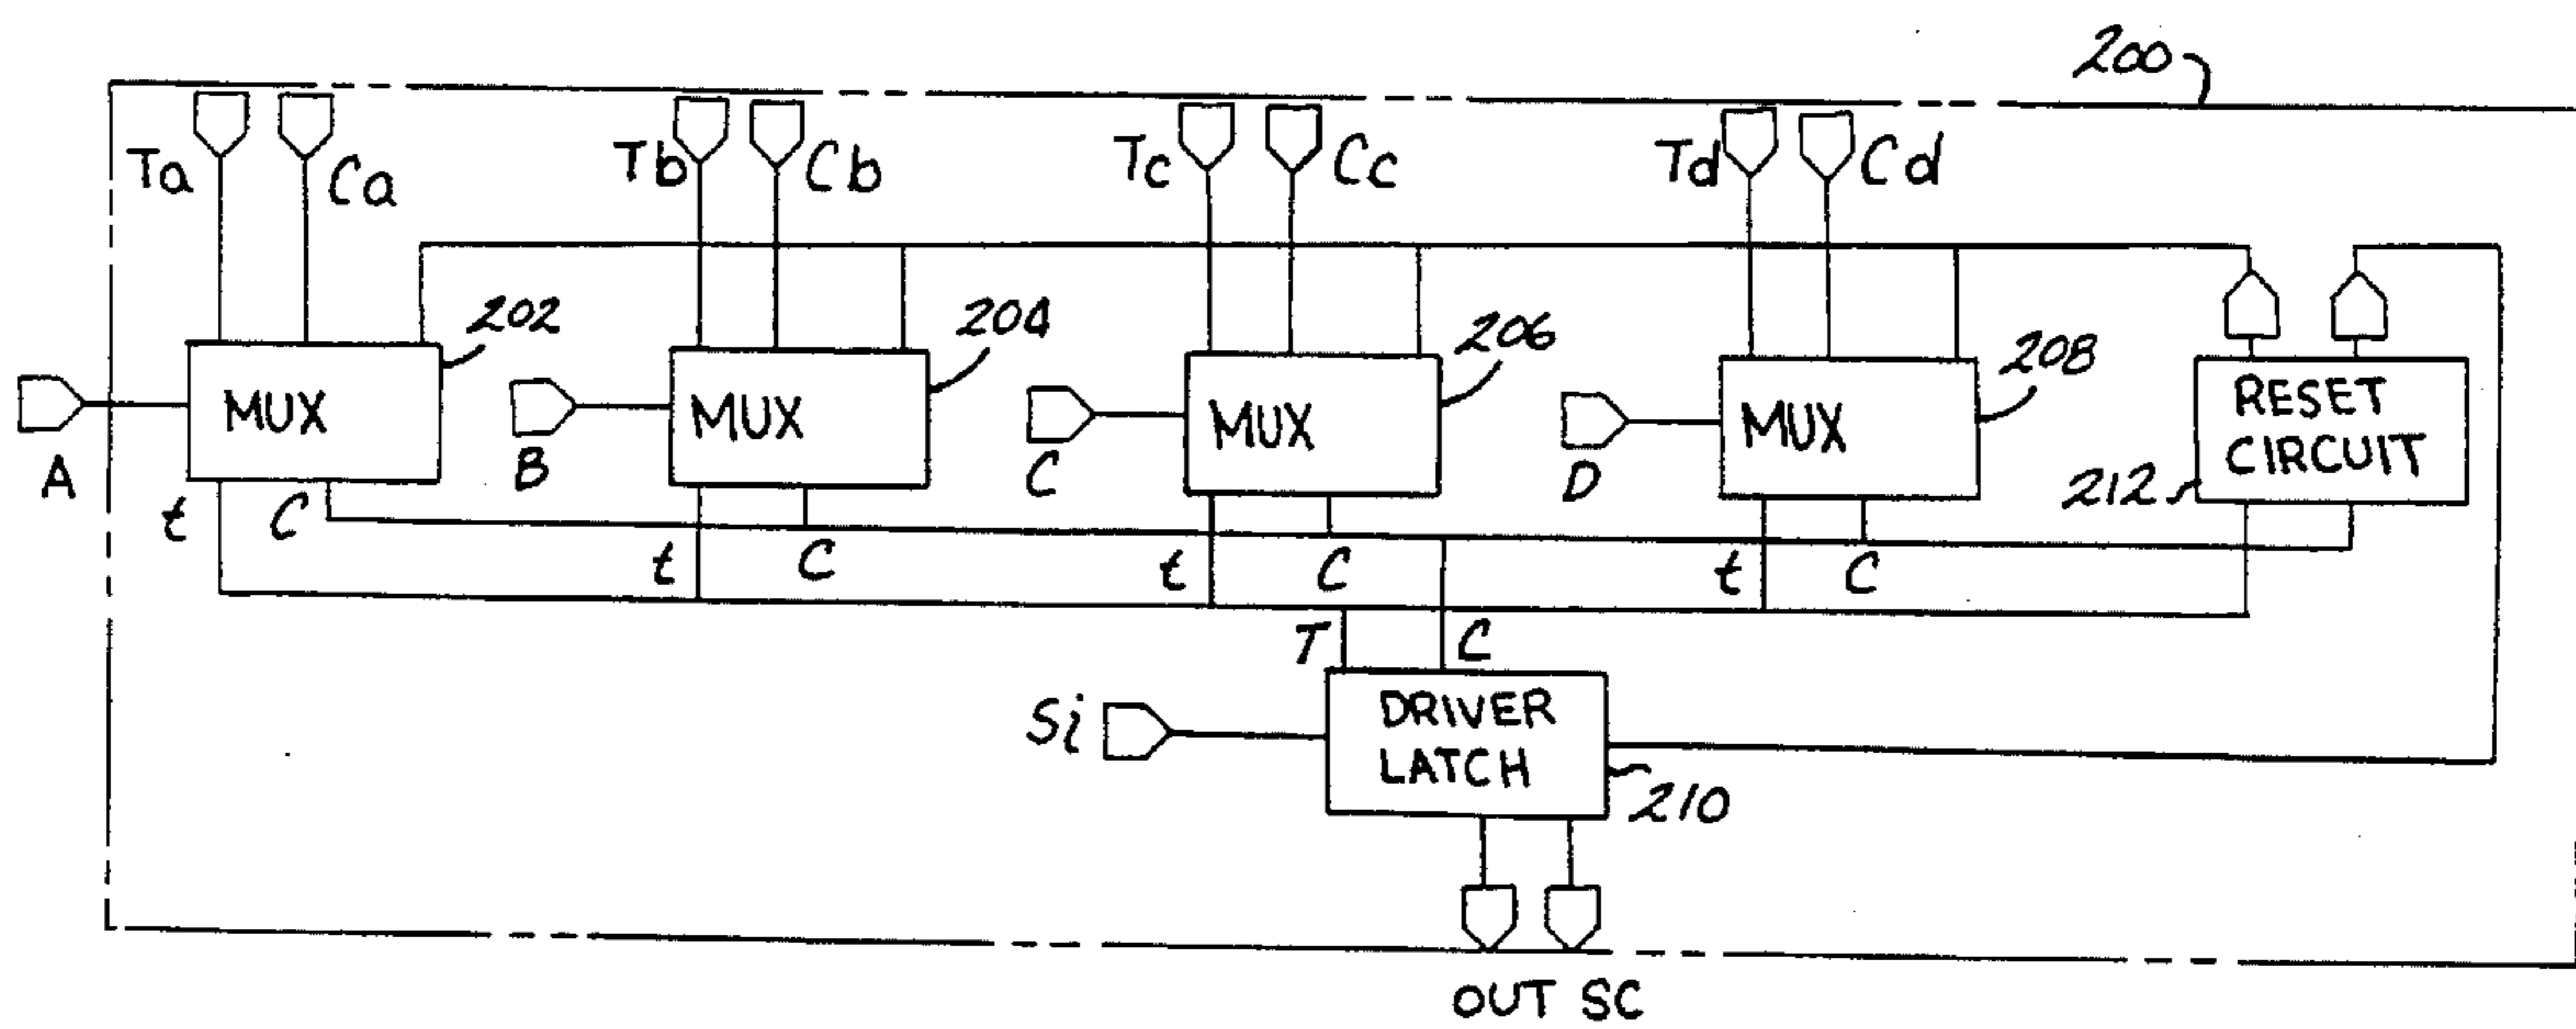 200
Ta Ca Tb Cb Tc Cc Td Cd
202 204 206 208
A MUX B MUX C MUX D MUX RESET
CIRCUIT
212
t C t C t C t C
T C
Si DRIVER
LATCH
210
OUT SC